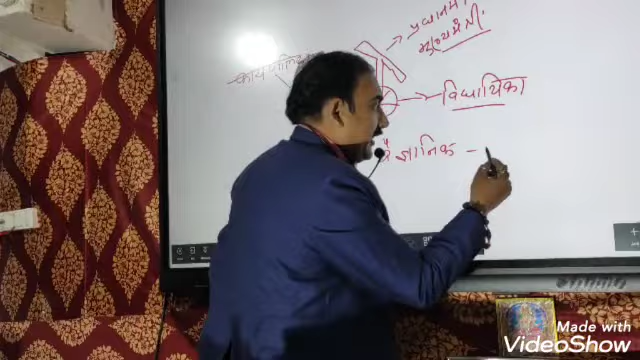 प्रधानमं
मुख्यमंत्री.
कार्यपालिका
विधायिका
ज्ञानिक -
Made with
VideoShow